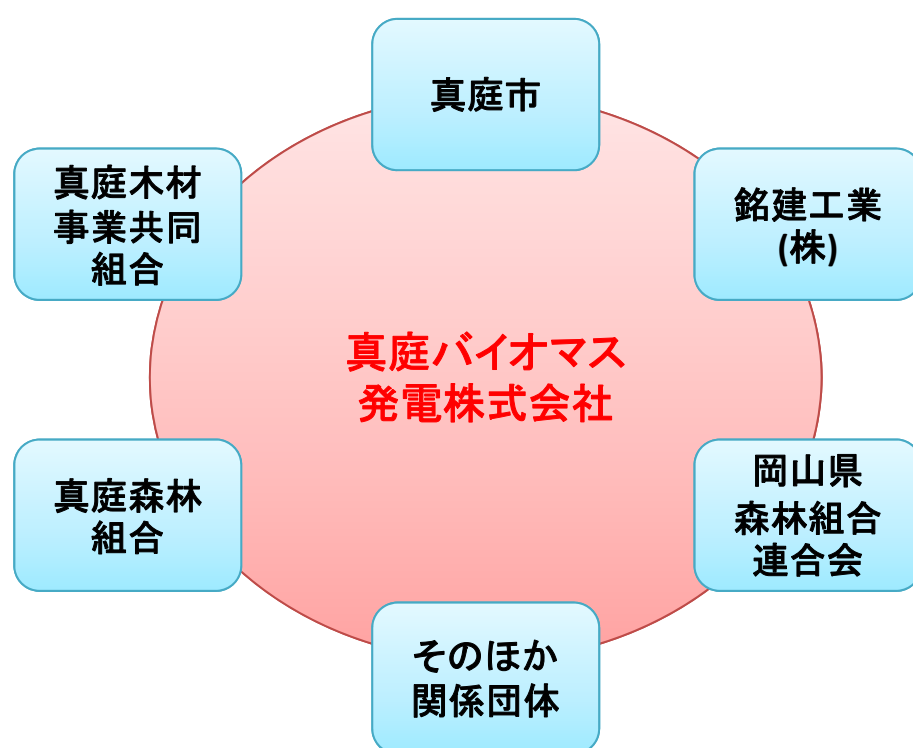 真庭市
真庭木材
事業共同
組合
銘建工業
(株)
真庭バイオマス
発電株式会社
真庭森林
組合
岡山県
森林組合
連合会
そのほか
関係団体